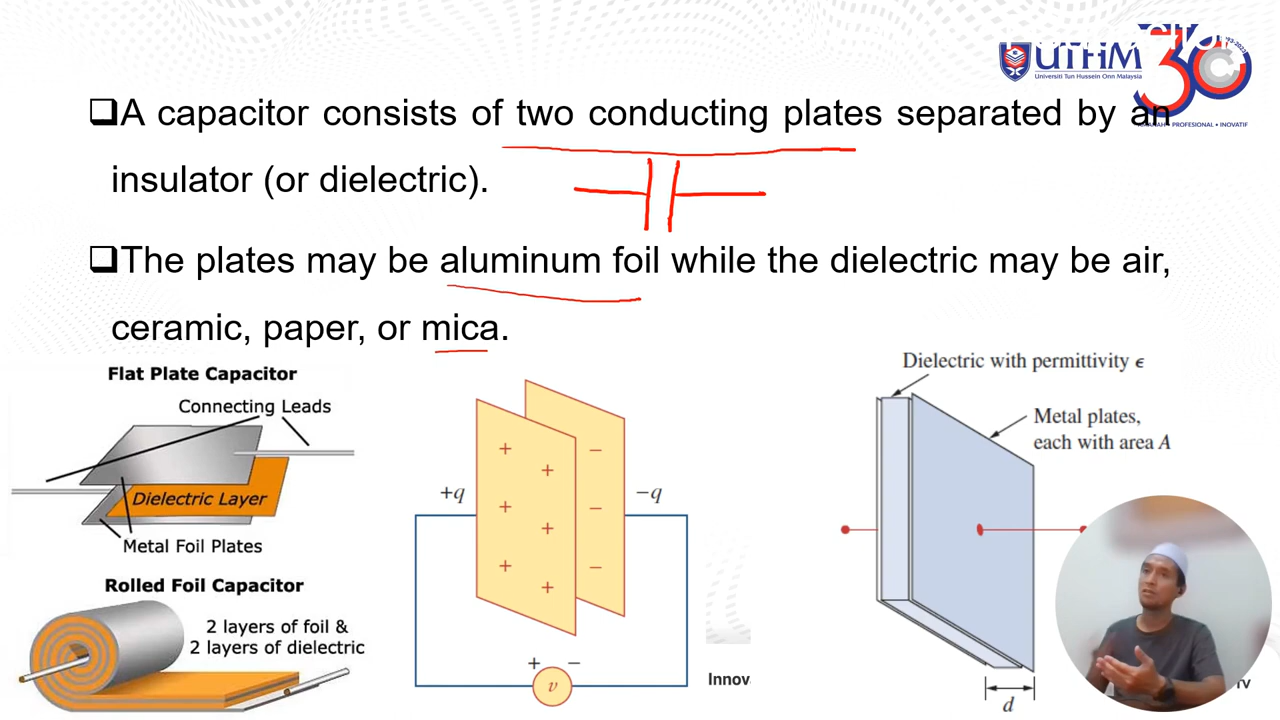 UTHM
Universiti Tun Hussein Onn Malaysia
30
❑A capacitor consists of two conducting plates separated by an
insulator (or dielectric).
❑The plates may be aluminum foil while the dielectric may be air,
ceramic, paper, or mica.
Flat Plate Capacitor
Connecting Leads
Dielectric Layer
Metal Foil Plates
Rolled Foil Capacitor
2 layers of foil &
2 layers of dielectric
+q
−q
+ + + + + +
− − −
+ −
v
Dielectric with permittivity ϵ
Metal plates,
each with area A
d